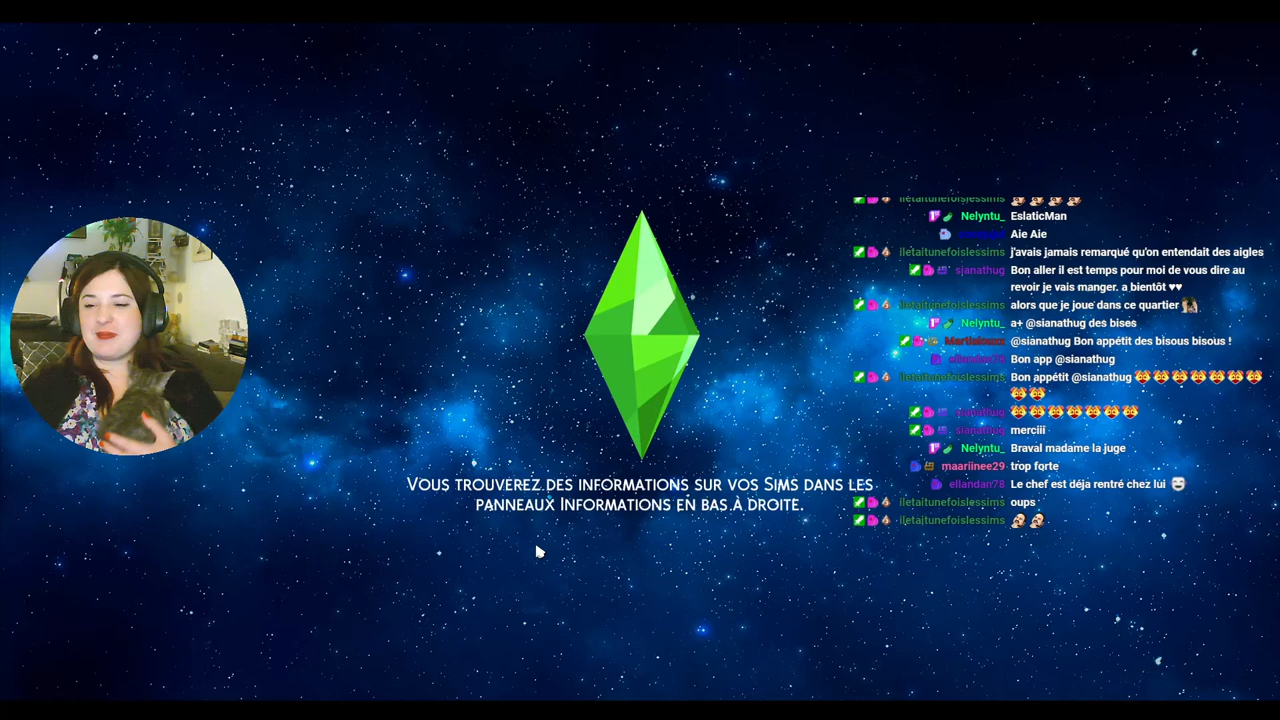 iletaitunefoislessims
Nelyntu_ EslaticMan
Aie Aie
iletaitunefoislessims j'avais jamais remarqué qu'on entendait des aigles
sianathug Bon aller il est temps pour moi de vous dire au
revoir je vais manger. a bientôt ♥♥
iletaitunefoislessims alors que je joue dans ce quartier
Nelyntu_ a+ @sianathug des bises
@sianathug Bon appétit des bisous bisous !
ellandan78 Bon app @sianathug
iletaitunefoislessims Bon appétit @sianathug
sianathug
sianathug merciii
Nelyntu_ Braval madame la juge
maariinee29 trop forte
ellandan78 Le chef est déja rentré chez lui
iletaitunefoislessims oups
iletaitunefoislessims
Vous trouverez des informations sur vos Sims dans les
panneaux Informations en bas à droite.